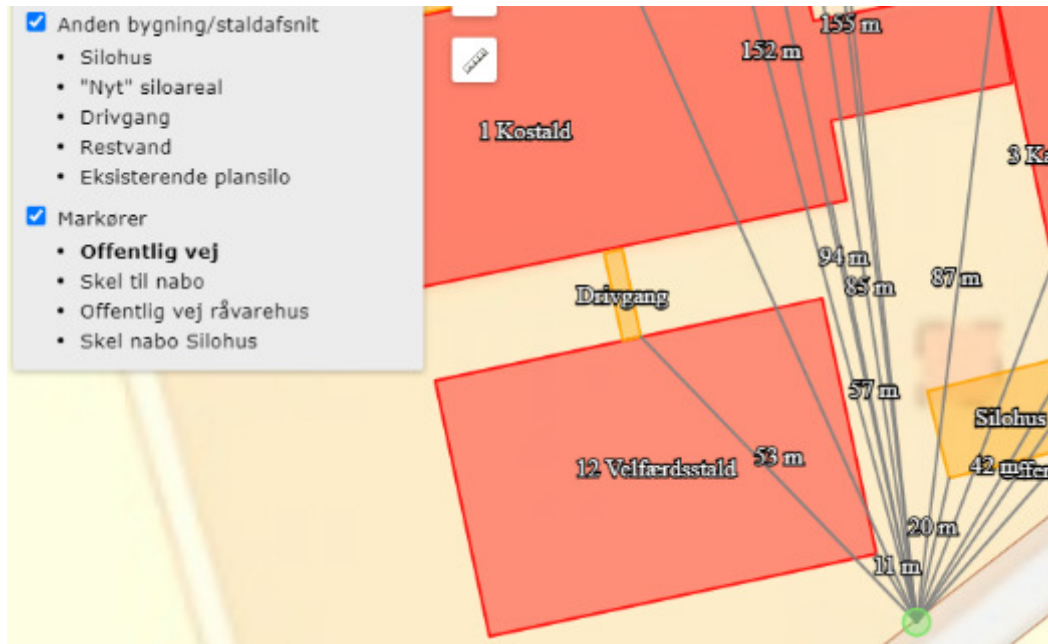 Anden bygning/staldafsnit
• Silohus
• "Nyt" siloareal
• Drivgang
• Restvand
• Eksisterende plansilo
Markører
• Offentlig vej
• Skel til nabo
• Offentlig vej råvarehus
• Skel nabo Silohus
155 m
152 m
1 Kostald
94 m
85 m
87 m
Drivgang
57 m
Silohus
12 Velfærdsstald
53 m
42 m
20 m
11 m